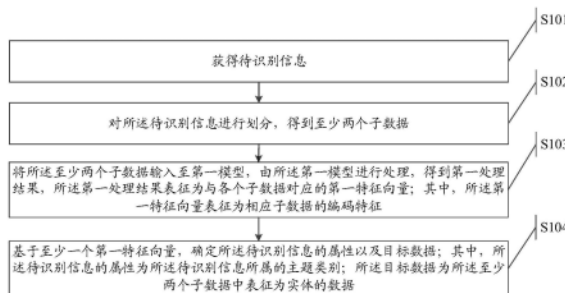 S101
获得待识别信息
S102
对所述待识别信息进行划分，得到至少两个子数据
S103
将所述至少两个子数据输入至第一模型，由所述第一模型进行处理，得到第一处理
结果，所述第一处理结果表征为与各个子数据对应的第一特征向量；其中，所述第
一特征向量表征为相应子数据的编码特征
S104
基于至少一个第一特征向量，确定所述待识别信息的属性以及目标数据；其中，所
述待识别信息的属性为所述待识别信息所属的主题类别；所述目标数据为所述至少
两个子数据中表征为实体的数据